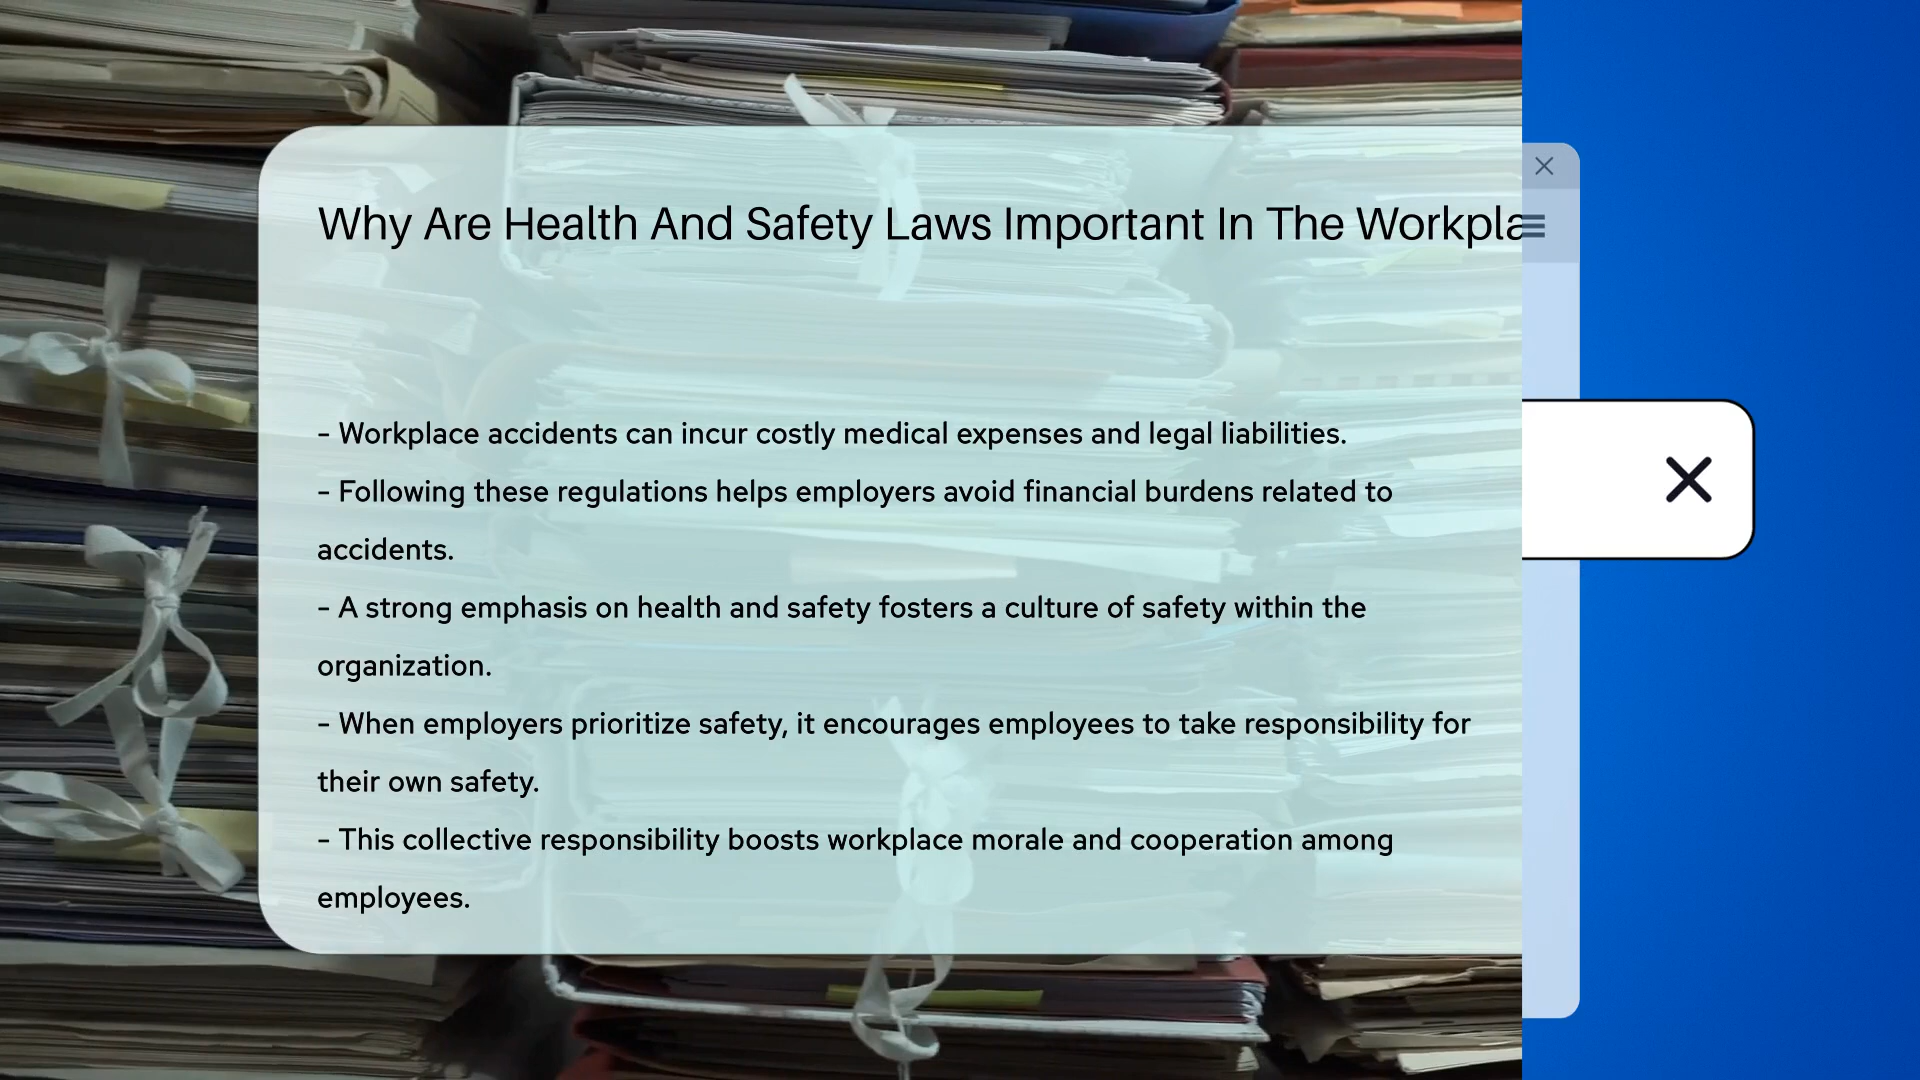 Why Are Health And Safety Laws Important In The Workpla
- Workplace accidents can incur costly medical expenses and legal liabilities.
- Following these regulations helps employers avoid financial burdens related to
accidents.
- A strong emphasis on health and safety fosters a culture of safety within the
organization.
- When employers prioritize safety, it encourages employees to take responsibility for
their own safety.
- This collective responsibility boosts workplace morale and cooperation among
employees.